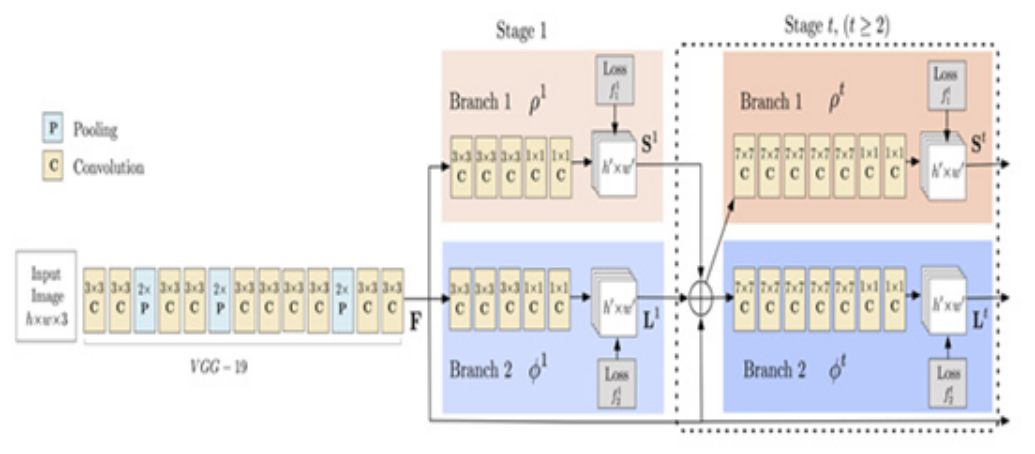 Stage 1
Stage t, (t ≥ 2)
P Pooling
C Convolution
Input
Image
h×w×3
3×3 C 3×3 C 2× P 3×3 C 3×3 C 2× P 3×3 C 3×3 C 3×3 C 3×3 C 2× P 3×3 C 3×3 C
F
VGG − 19
Branch 1 ρ¹
Loss
f₁¹
3×3 C 3×3 C 3×3 C 1×1 C 1×1 C
h′×w′
S¹
3×3 C 3×3 C 3×3 C 1×1 C 1×1 C
h′×w′
L¹
Branch 2 ϕ¹
Loss
f₂¹
Branch 1 ρᵗ
Loss
f₁ᵗ
7×7 C 7×7 C 7×7 C 7×7 C 7×7 C 1×1 C 1×1 C
h′×w′
Sᵗ
7×7 C 7×7 C 7×7 C 7×7 C 7×7 C 1×1 C 1×1 C
h′×w′
Lᵗ
Branch 2 ϕᵗ
Loss
f₂ᵗ